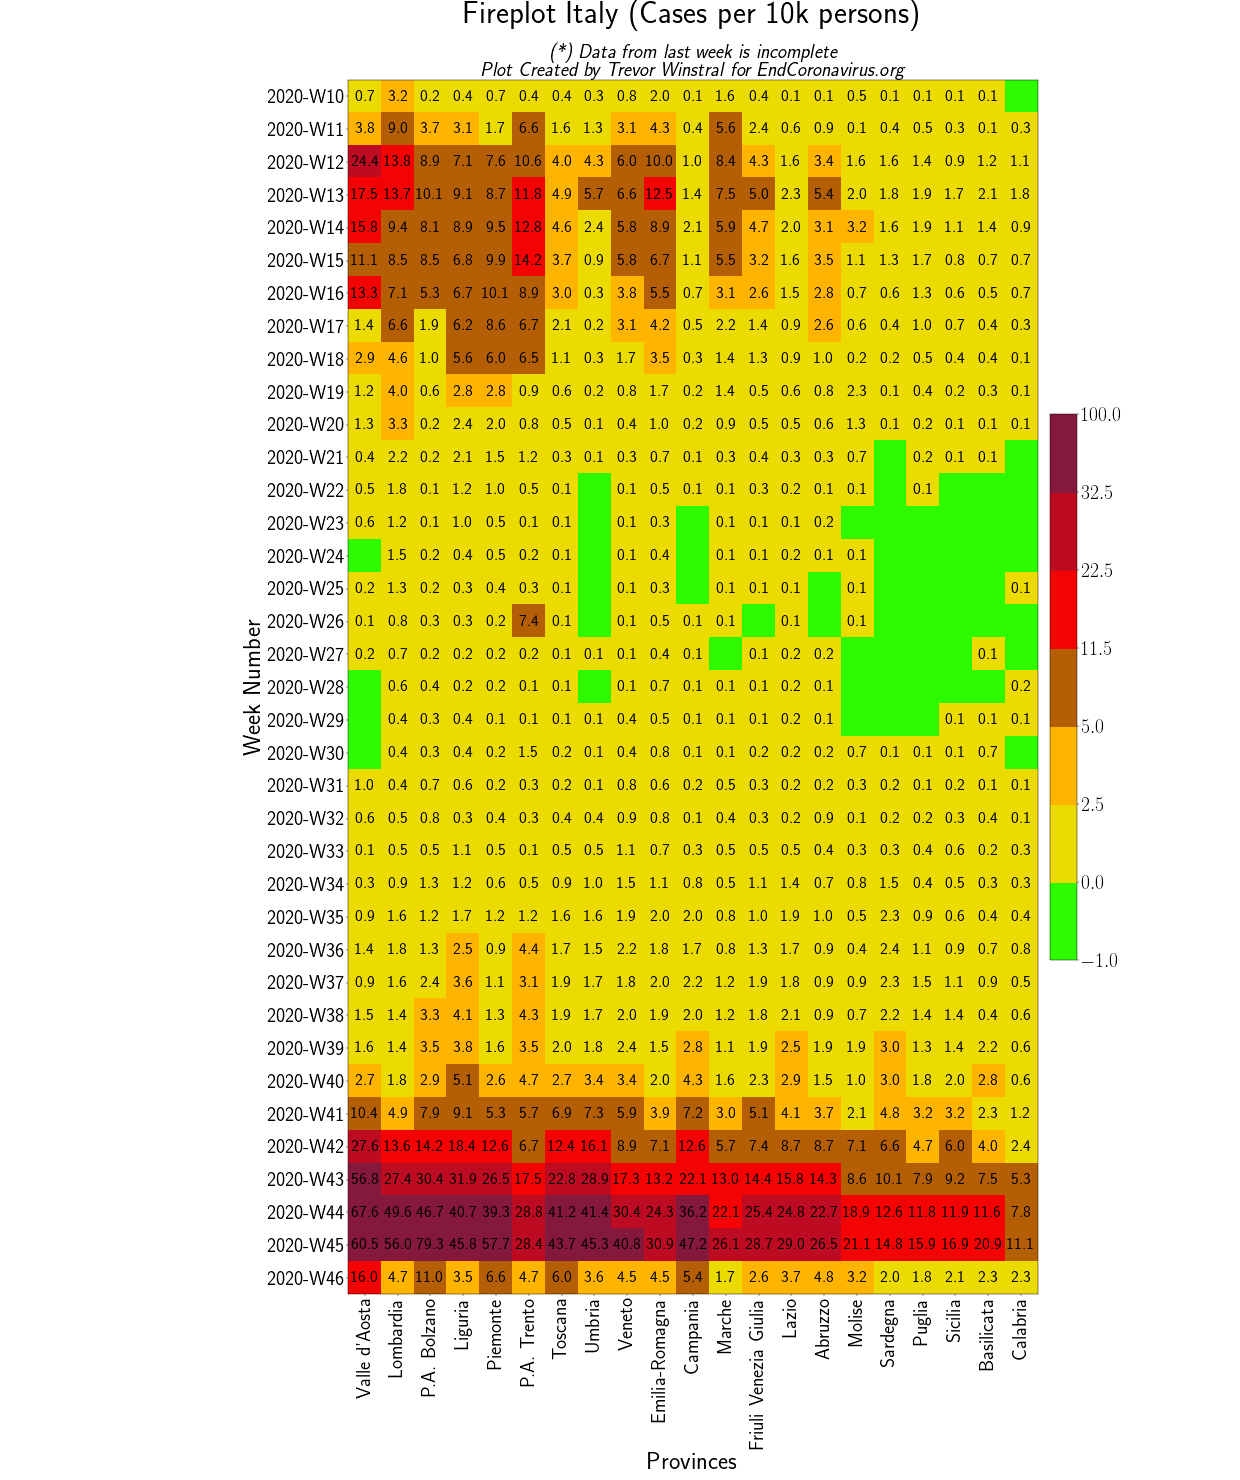 Fireplot Italy (Cases per 10k persons)
(*) Data from last week is incomplete
Plot Created by Trevor Winstral for EndCoronavirus.org
2020-W10 0.7 3.2 0.2 0.4 0.7 0.4 0.4 0.3 0.8 2.0 0.1 1.6 0.4 0.1 0.1 0.5 0.1 0.1 0.1 0.1
2020-W11 3.8 9.0 3.7 3.1 1.7 6.6 1.6 1.3 3.1 4.3 0.4 5.6 2.4 0.6 0.9 0.1 0.4 0.5 0.3 0.1 0.3
2020-W12 24.4 13.8 8.9 7.1 7.6 10.6 4.0 4.3 6.0 10.0 1.0 8.4 4.3 1.6 3.4 1.6 1.6 1.4 0.9 1.2 1.1
2020-W13 17.5 13.7 10.1 9.1 8.7 11.8 4.9 5.7 6.6 12.5 1.4 7.5 5.0 2.3 5.4 2.0 1.8 1.9 1.7 2.1 1.8
2020-W14 15.8 9.4 8.1 8.9 9.5 12.8 4.6 2.4 5.8 8.9 2.1 5.9 4.7 2.0 3.1 3.2 1.6 1.9 1.1 1.4 0.9
2020-W15 11.1 8.5 8.5 6.8 9.9 14.2 3.7 0.9 5.8 6.7 1.1 5.5 3.2 1.6 3.5 1.1 1.3 1.7 0.8 0.7 0.7
2020-W16 13.3 7.1 5.3 6.7 10.1 8.9 3.0 0.3 3.8 5.5 0.7 3.1 2.6 1.5 2.8 0.7 0.6 1.3 0.6 0.5 0.7
2020-W17 1.4 6.6 1.9 6.2 8.6 6.7 2.1 0.2 3.1 4.2 0.5 2.2 1.4 0.9 2.6 0.6 0.4 1.0 0.7 0.4 0.3
2020-W18 2.9 4.6 1.0 5.6 6.0 6.5 1.1 0.3 1.7 3.5 0.3 1.4 1.3 0.9 1.0 0.2 0.2 0.5 0.4 0.4 0.1
2020-W19 1.2 4.0 0.6 2.8 2.8 0.9 0.6 0.2 0.8 1.7 0.2 1.4 0.5 0.6 0.8 2.3 0.1 0.4 0.2 0.3 0.1
2020-W20 1.3 3.3 0.2 2.4 2.0 0.8 0.5 0.1 0.4 1.0 0.2 0.9 0.5 0.5 0.6 1.3 0.1 0.2 0.1 0.1 0.1
2020-W21 0.4 2.2 0.2 2.1 1.5 1.2 0.3 0.1 0.3 0.7 0.1 0.3 0.4 0.3 0.3 0.7 0.2 0.1 0.1
2020-W22 0.5 1.8 0.1 1.2 1.0 0.5 0.1 0.1 0.5 0.1 0.1 0.3 0.2 0.1 0.1 0.1
2020-W23 0.6 1.2 0.1 1.0 0.5 0.1 0.1 0.1 0.3 0.1 0.1 0.1 0.2
2020-W24 1.5 0.2 0.4 0.5 0.2 0.1 0.1 0.4 0.1 0.1 0.2 0.1 0.1
2020-W25 0.2 1.3 0.2 0.3 0.4 0.3 0.1 0.1 0.3 0.1 0.1 0.1 0.1 0.1
2020-W26 0.1 0.8 0.3 0.3 0.2 7.4 0.1 0.1 0.5 0.1 0.1 0.1 0.1
2020-W27 0.2 0.7 0.2 0.2 0.2 0.2 0.1 0.1 0.1 0.4 0.1 0.1 0.2 0.2 0.1
2020-W28 0.6 0.4 0.2 0.2 0.1 0.1 0.1 0.7 0.1 0.1 0.1 0.2 0.1 0.2
2020-W29 0.4 0.3 0.4 0.1 0.1 0.1 0.1 0.4 0.5 0.1 0.1 0.1 0.2 0.1 0.1 0.1 0.1
2020-W30 0.4 0.3 0.4 0.2 1.5 0.2 0.1 0.4 0.8 0.1 0.1 0.2 0.2 0.2 0.7 0.1 0.1 0.1 0.7
2020-W31 1.0 0.4 0.7 0.6 0.2 0.3 0.2 0.1 0.8 0.6 0.2 0.5 0.3 0.2 0.2 0.3 0.2 0.1 0.2 0.1 0.1
2020-W32 0.6 0.5 0.8 0.3 0.4 0.3 0.4 0.4 0.9 0.8 0.1 0.4 0.3 0.2 0.9 0.1 0.2 0.2 0.3 0.4 0.1
2020-W33 0.1 0.5 0.5 1.1 0.5 0.1 0.5 0.5 1.1 0.7 0.3 0.5 0.5 0.5 0.4 0.3 0.3 0.4 0.6 0.2 0.3
2020-W34 0.3 0.9 1.3 1.2 0.6 0.5 0.9 1.0 1.5 1.1 0.8 0.5 1.1 1.4 0.7 0.8 1.5 0.4 0.5 0.3 0.3
2020-W35 0.9 1.6 1.2 1.7 1.2 1.2 1.6 1.6 1.9 2.0 2.0 0.8 1.0 1.9 1.0 0.5 2.3 0.9 0.6 0.4 0.4
2020-W36 1.4 1.8 1.3 2.5 0.9 4.4 1.7 1.5 2.2 1.8 1.7 0.8 1.3 1.7 0.9 0.4 2.4 1.1 0.9 0.7 0.8
2020-W37 0.9 1.6 2.4 3.6 1.1 3.1 1.9 1.7 1.8 2.0 2.2 1.2 1.9 1.8 0.9 0.9 2.3 1.5 1.1 0.9 0.5
2020-W38 1.5 1.4 3.3 4.1 1.3 4.3 1.9 1.7 2.0 1.9 2.0 1.2 1.8 2.1 0.9 0.7 2.2 1.4 1.4 0.4 0.6
2020-W39 1.6 1.4 3.5 3.8 1.6 3.5 2.0 1.8 2.4 1.5 2.8 1.1 1.9 2.5 1.9 1.9 3.0 1.3 1.4 2.2 0.6
2020-W40 2.7 1.8 2.9 5.1 2.6 4.7 2.7 3.4 3.4 2.0 4.3 1.6 2.3 2.9 1.5 1.0 3.0 1.8 2.0 2.8 0.6
2020-W41 10.4 4.9 7.9 9.1 5.3 5.7 6.9 7.3 5.9 3.9 7.2 3.0 5.1 4.1 3.7 2.1 4.8 3.2 3.2 2.3 1.2
2020-W42 27.6 13.6 14.2 18.4 12.6 6.7 12.4 16.1 8.9 7.1 12.6 5.7 7.4 8.7 8.7 7.1 6.6 4.7 6.0 4.0 2.4
2020-W43 56.8 27.4 30.4 31.9 26.5 17.5 22.8 28.9 17.3 13.2 22.1 13.0 14.4 15.8 14.3 8.6 10.1 7.9 9.2 7.5 5.3
2020-W44 67.6 49.6 46.7 40.7 39.3 28.8 41.2 41.4 30.4 24.3 36.2 22.1 25.4 24.8 22.7 18.9 12.6 11.8 11.9 11.6 7.8
2020-W45 60.5 56.0 79.3 45.8 57.7 28.4 43.7 45.3 40.8 30.9 47.2 26.1 28.7 29.0 26.5 21.1 14.8 15.9 16.9 20.9 11.1
2020-W46 16.0 4.7 11.0 3.5 6.6 4.7 6.0 3.6 4.5 4.5 5.4 1.7 2.6 3.7 4.8 3.2 2.0 1.8 2.1 2.3 2.3
Week Number
Valle d'Aosta
Lombardia
P.A. Bolzano
Liguria
Piemonte
P.A. Trento
Toscana
Umbria
Veneto
Emilia-Romagna
Campania
Marche
Friuli Venezia Giulia
Lazio
Abruzzo
Molise
Sardegna
Puglia
Sicilia
Basilicata
Calabria
Provinces
100.0
32.5
22.5
11.5
5.0
2.5
0.0
−1.0